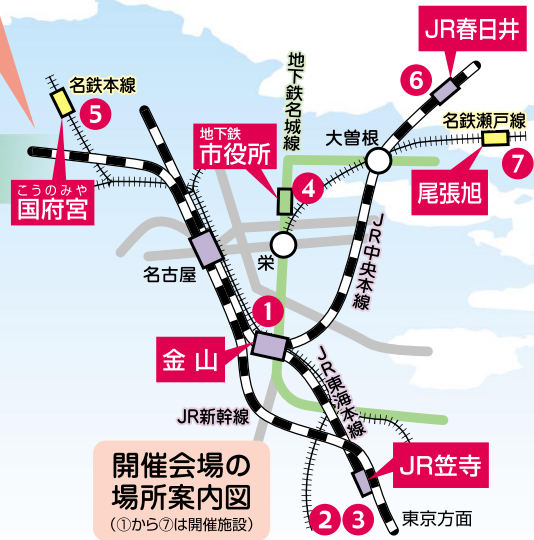 JR春日井
⑥
名鉄本線
⑤
地下鉄名城線
大曽根
名鉄瀬戸線
⑦
地下鉄
市役所
④
尾張旭
こうのみや
国府宮
栄
JR中央本線
名古屋
①
金山
JR東海本線
JR新幹線
開催会場の
場所案内図
(①から⑦は開催施設)
JR笠寺
②③
東京方面